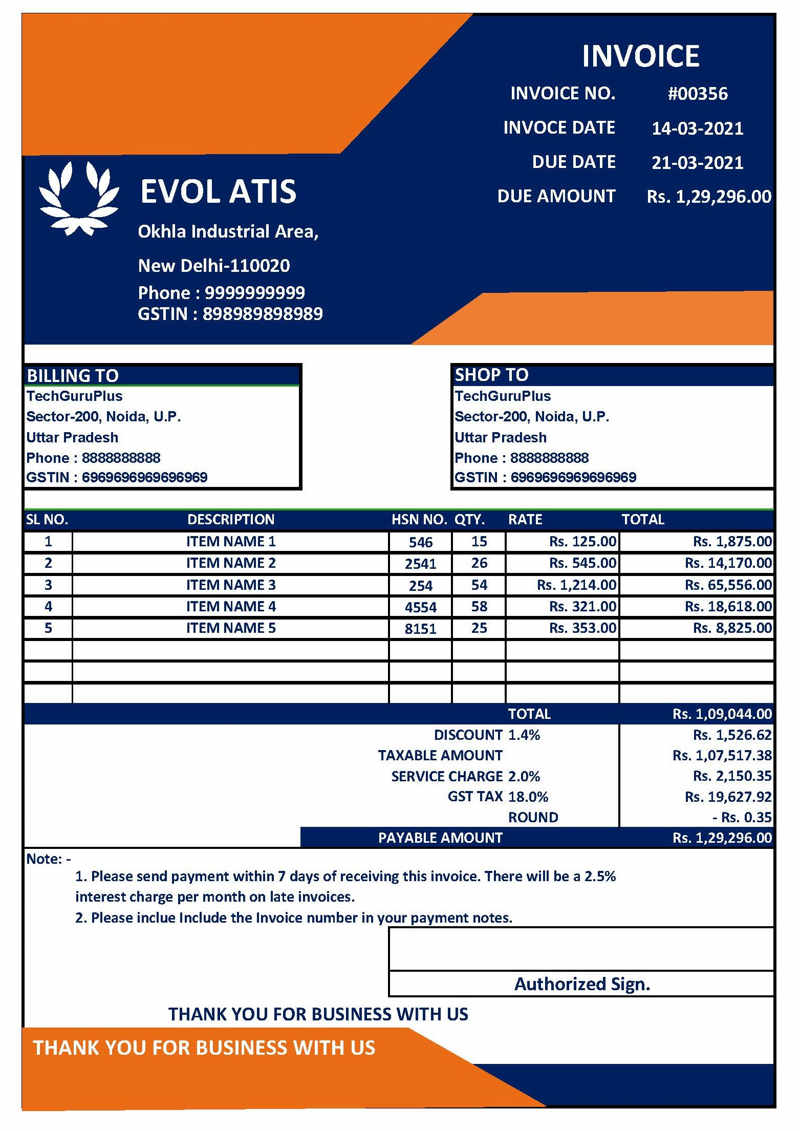 INVOICE
INVOICE NO. #00356
INVOCE DATE 14-03-2021
DUE DATE 21-03-2021
DUE AMOUNT Rs. 1,29,296.00
EVOL ATIS
Okhla Industrial Area,
New Delhi-110020
Phone : 9999999999
GSTIN : 898989898989
BILLING TO
TechGuruPlus
Sector-200, Noida, U.P.
Uttar Pradesh
Phone : 8888888888
GSTIN : 6969696969696969
SHOP TO
TechGuruPlus
Sector-200, Noida, U.P.
Uttar Pradesh
Phone : 8888888888
GSTIN : 6969696969696969
SL NO. DESCRIPTION HSN NO. QTY. RATE TOTAL
1 ITEM NAME 1 546 15 Rs. 125.00 Rs. 1,875.00
2 ITEM NAME 2 2541 26 Rs. 545.00 Rs. 14,170.00
3 ITEM NAME 3 254 54 Rs. 1,214.00 Rs. 65,556.00
4 ITEM NAME 4 4554 58 Rs. 321.00 Rs. 18,618.00
5 ITEM NAME 5 8151 25 Rs. 353.00 Rs. 8,825.00
TOTAL Rs. 1,09,044.00
DISCOUNT 1.4% Rs. 1,526.62
TAXABLE AMOUNT Rs. 1,07,517.38
SERVICE CHARGE 2.0% Rs. 2,150.35
GST TAX 18.0% Rs. 19,627.92
ROUND - Rs. 0.35
PAYABLE AMOUNT Rs. 1,29,296.00
Note: -
1. Please send payment within 7 days of receiving this invoice. There will be a 2.5%
interest charge per month on late invoices.
2. Please inclue Include the Invoice number in your payment notes.
Authorized Sign.
THANK YOU FOR BUSINESS WITH US
THANK YOU FOR BUSINESS WITH US